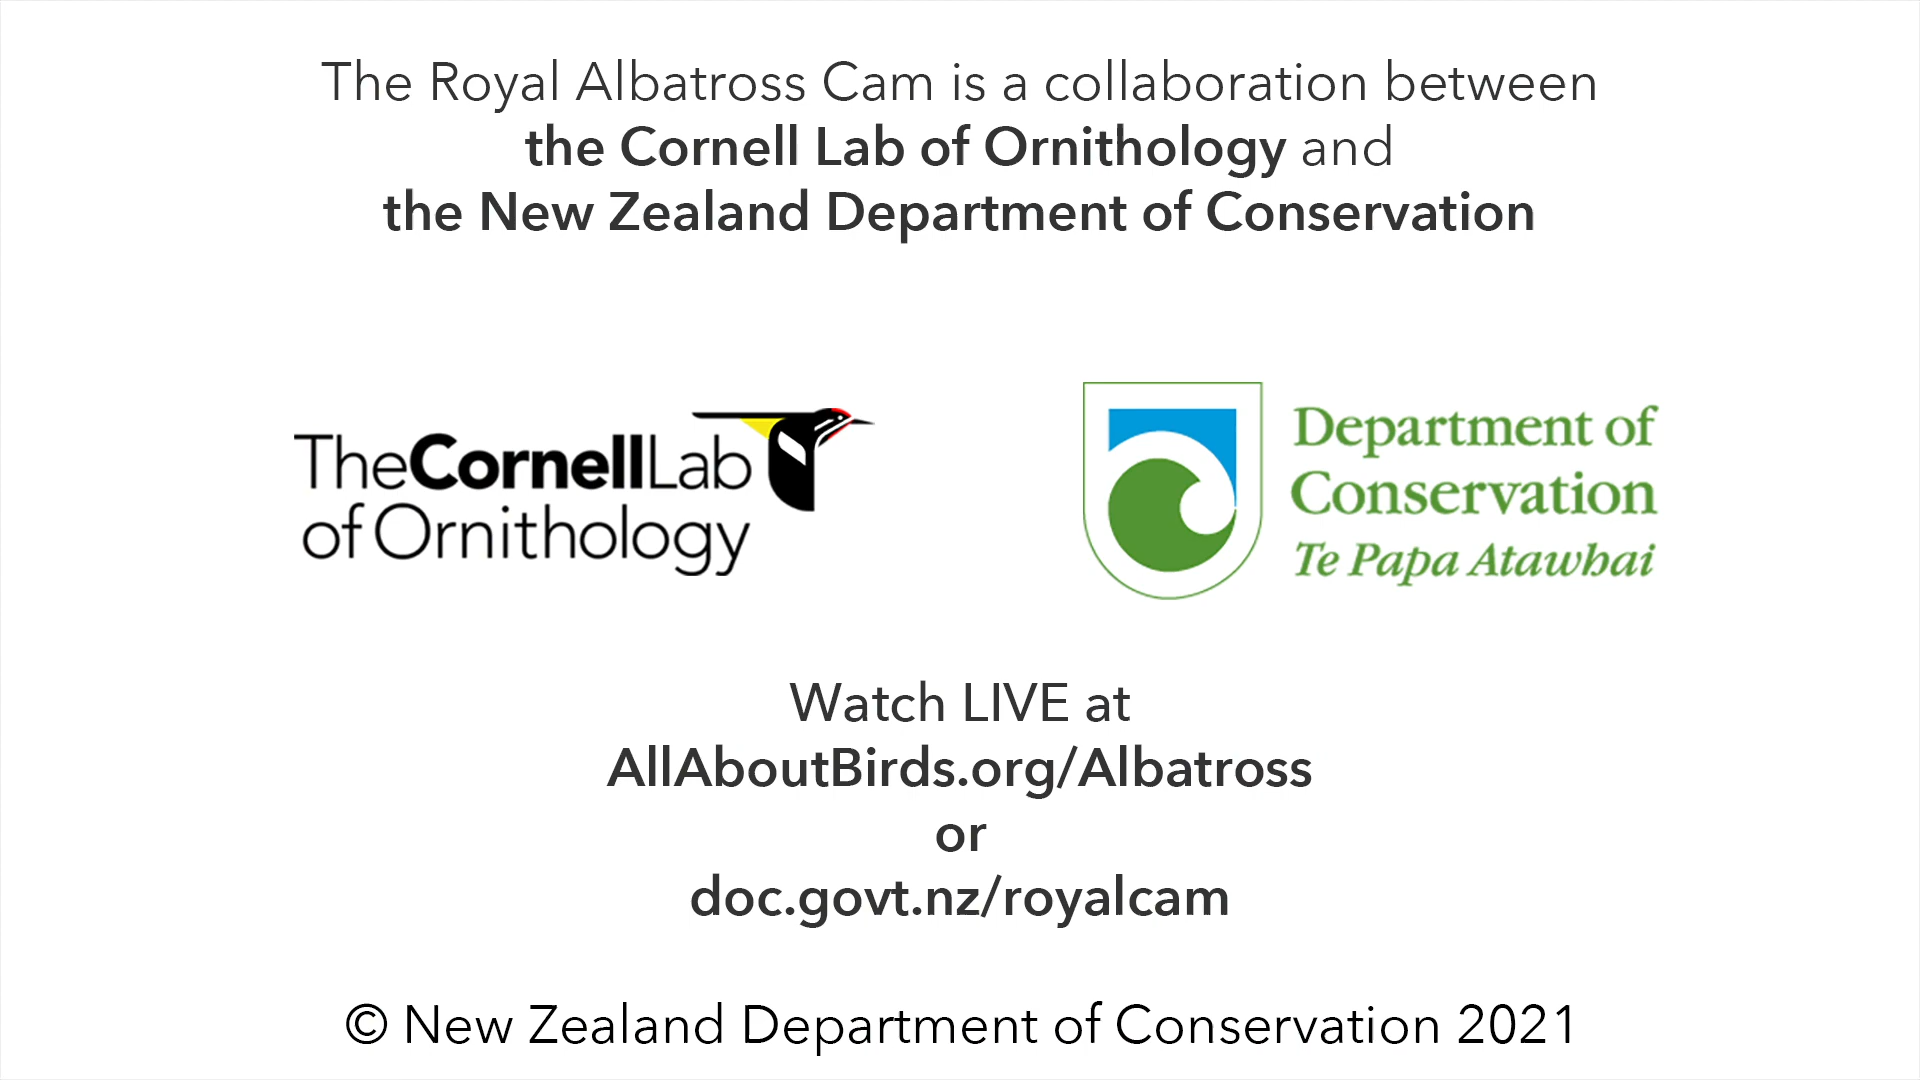 The Royal Albatross Cam is a collaboration between
the Cornell Lab of Ornithology and
the New Zealand Department of Conservation
TheCornellLab
of Ornithology
Department of
Conservation
Te Papa Atawhai
Watch LIVE at
AllAboutBirds.org/Albatross
or
doc.govt.nz/royalcam
© New Zealand Department of Conservation 2021